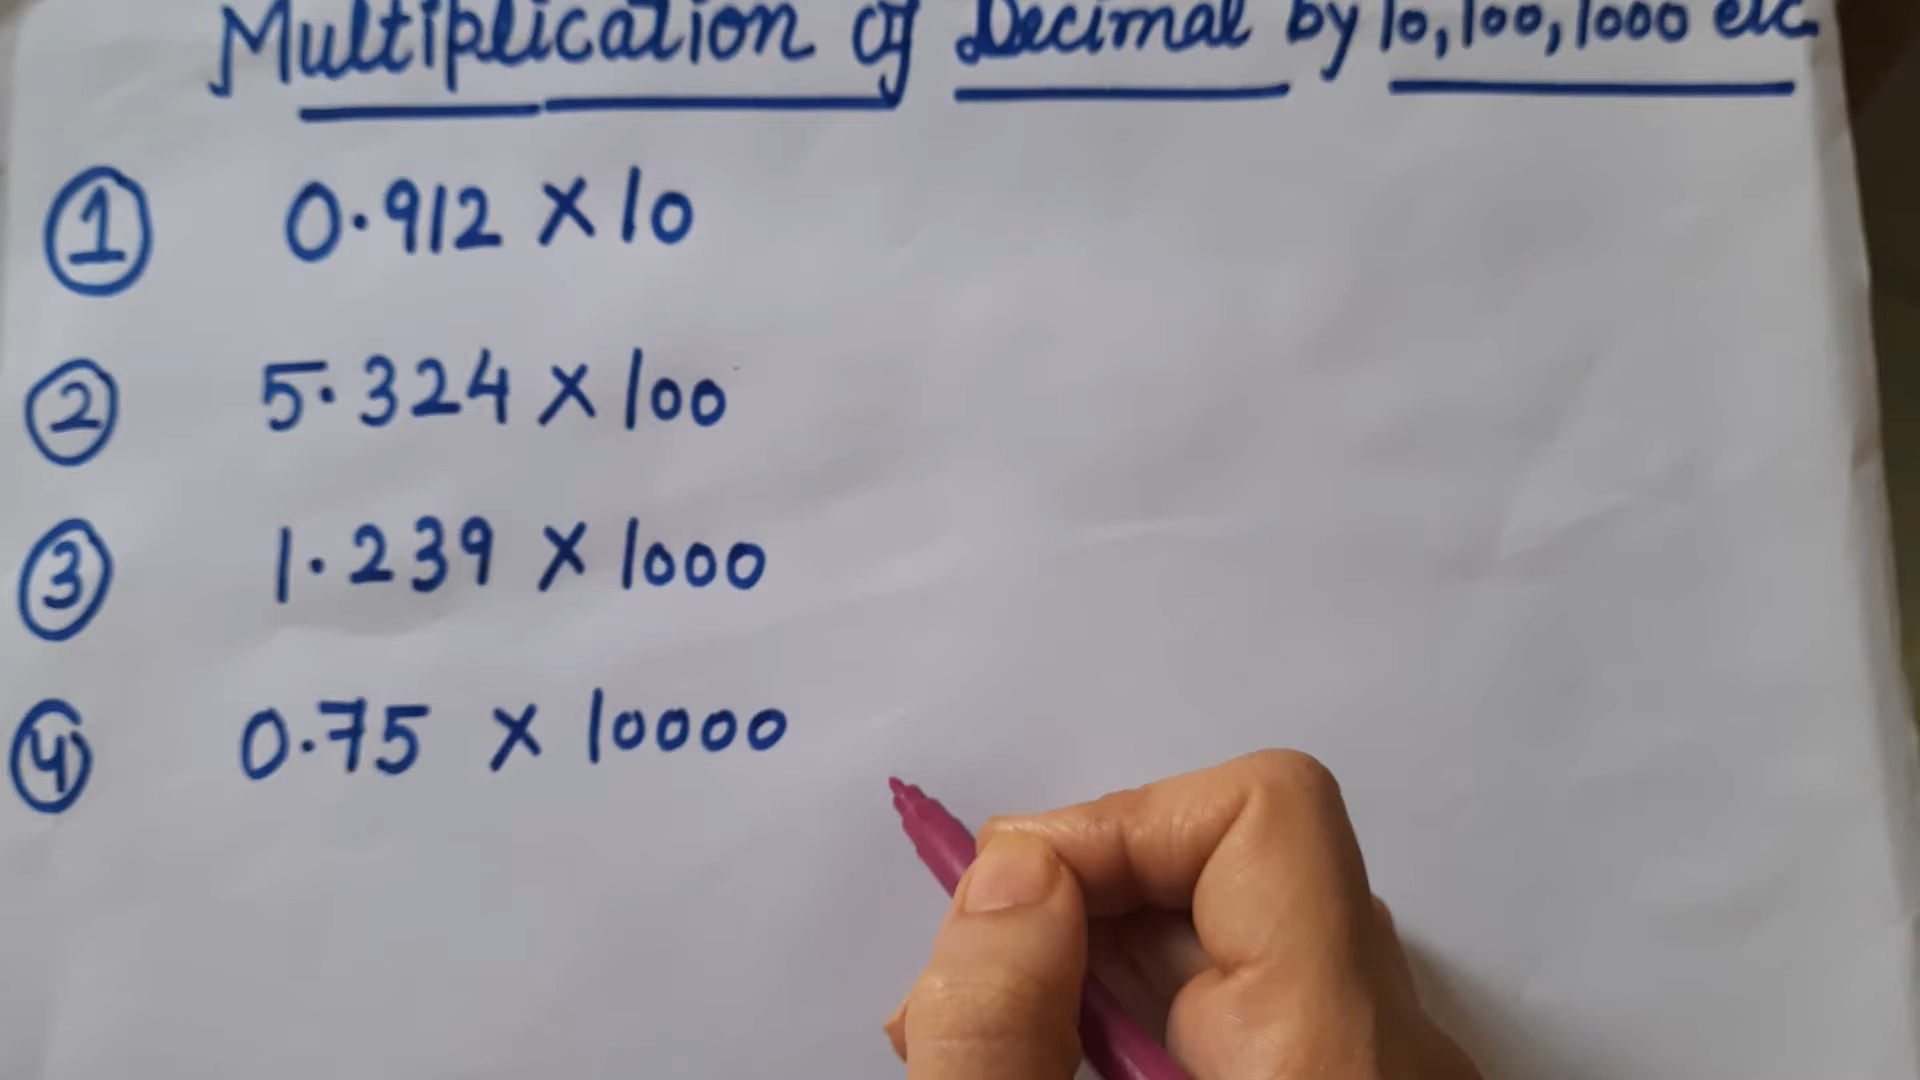 Multiplication of Decimal by 10, 100, 1000 etc.
① 0.912 × 10
② 5.324 × 100
③ 1.239 × 1000
④ 0.75 × 10000